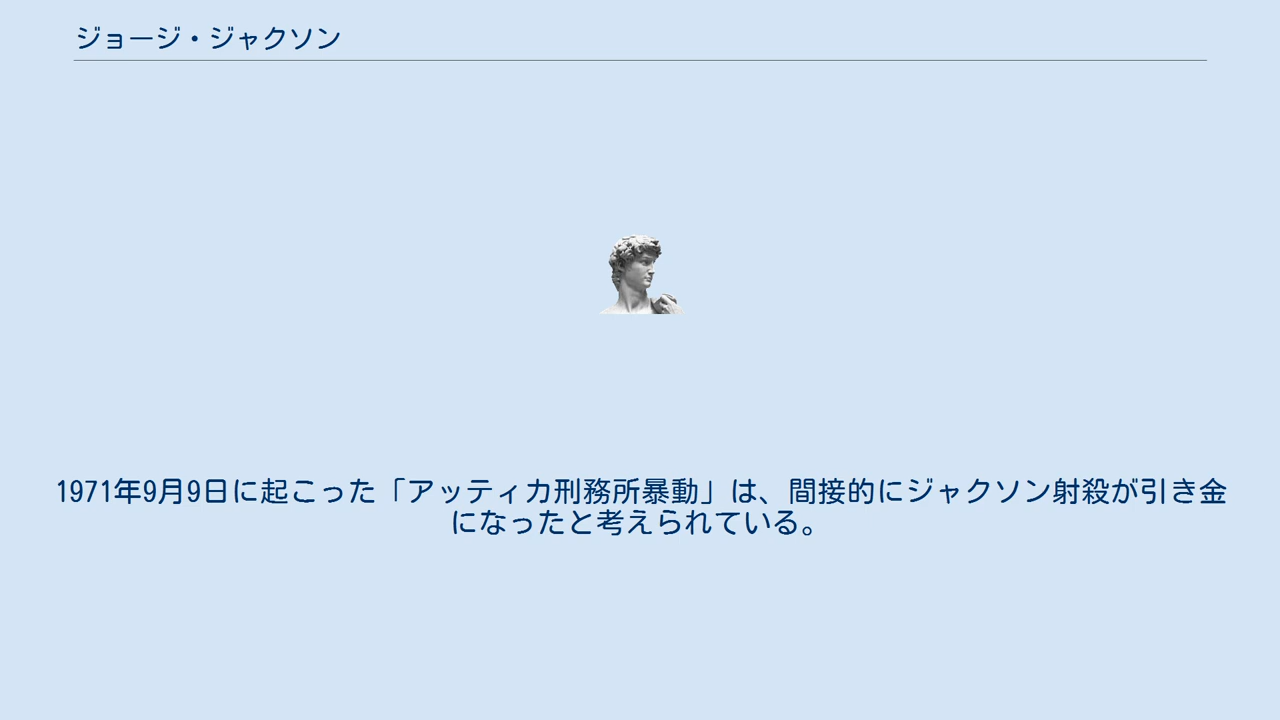 ジョージ・ジャクソン
1971年9月9日に起こった「アッティカ刑務所暴動」は、間接的にジャクソン射殺が引き金
になったと考えられている。